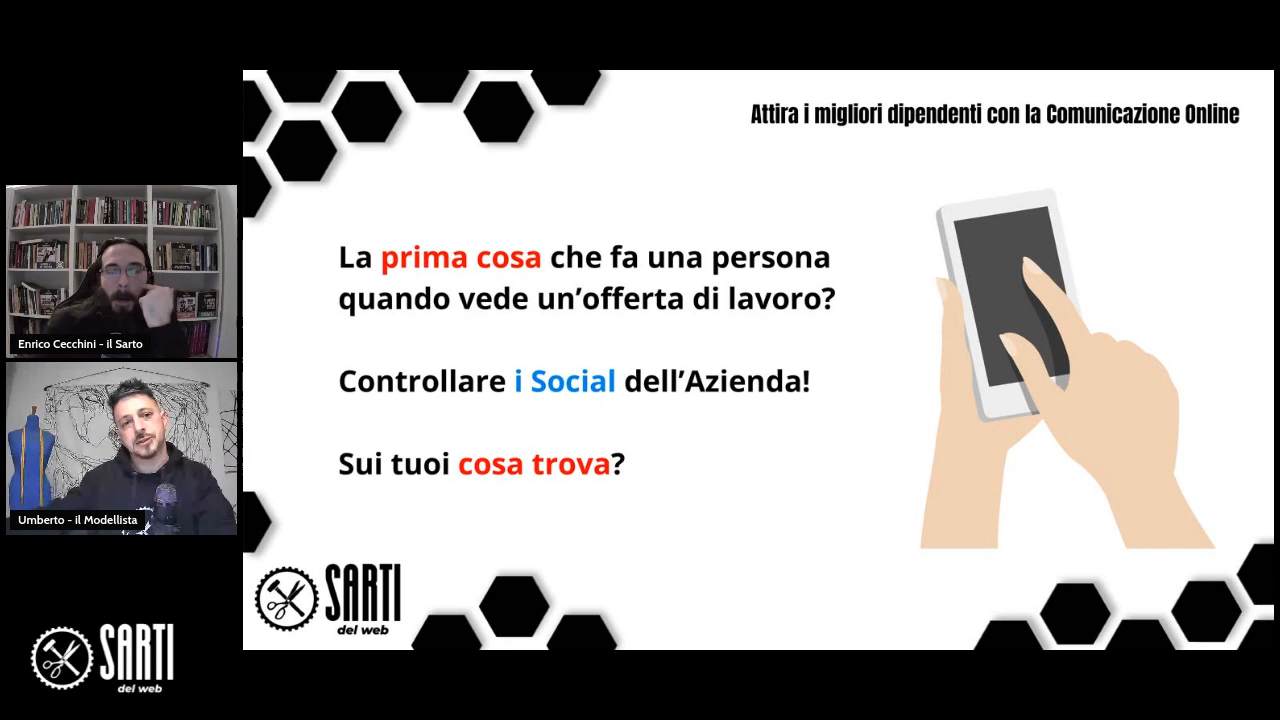 Attira i migliori dipendenti con la Comunicazione Online
La prima cosa che fa una persona
quando vede un'offerta di lavoro?
Controllare i Social dell'Azienda!
Sui tuoi cosa trova?
Enrico Cecchini - il Sarto
Umberto - il Modellista
SARTI
del web
SARTI
del web